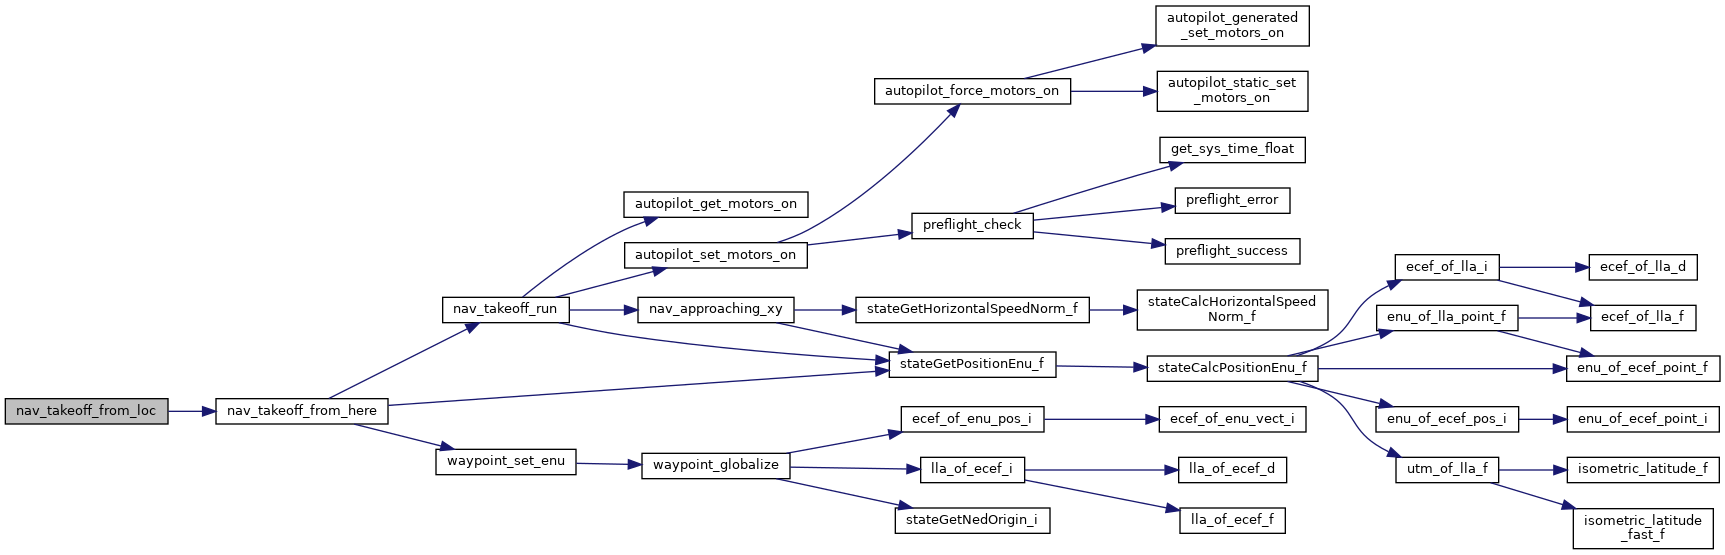 autopilot_generated
_set_motors_on
autopilot_static_set
_motors_on
autopilot_force_motors_on
get_sys_time_float
preflight_error
autopilot_get_motors_on
preflight_check
preflight_success
autopilot_set_motors_on
ecef_of_lla_i
ecef_of_lla_d
nav_takeoff_run
nav_approaching_xy
stateGetHorizontalSpeedNorm_f
stateCalcHorizontalSpeed
Norm_f
enu_of_lla_point_f
ecef_of_lla_f
stateGetPositionEnu_f
stateCalcPositionEnu_f
enu_of_ecef_point_f
nav_takeoff_from_loc
nav_takeoff_from_here
ecef_of_enu_pos_i
ecef_of_enu_vect_i
enu_of_ecef_pos_i
enu_of_ecef_point_i
waypoint_set_enu
waypoint_globalize
lla_of_ecef_i
lla_of_ecef_d
utm_of_lla_f
isometric_latitude_f
stateGetNedOrigin_i
lla_of_ecef_f
isometric_latitude
_fast_f